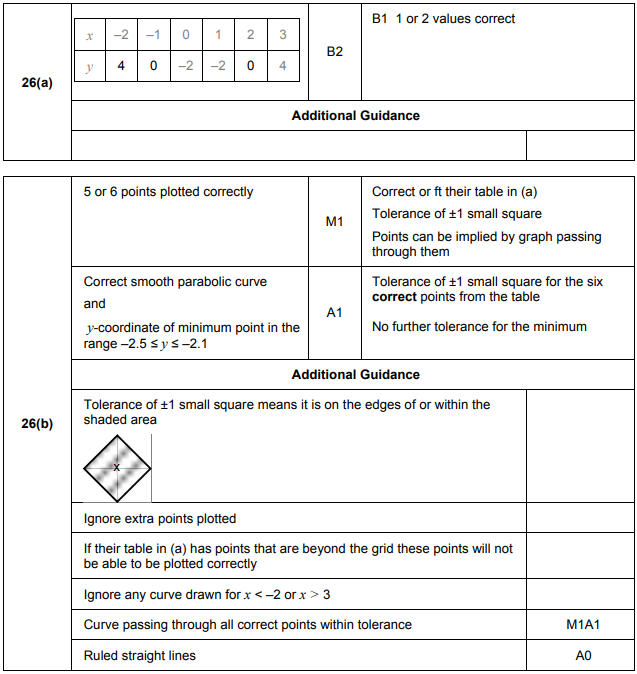 26(a)
x –2 –1 0 1 2 3
y 4 0 –2 –2 0 4
B2
B1 1 or 2 values correct
Additional Guidance
26(b)
5 or 6 points plotted correctly
M1
Correct or ft their table in (a)
Tolerance of ±1 small square
Points can be implied by graph passing
through them
Correct smooth parabolic curve
and
y-coordinate of minimum point in the
range –2.5 ≤ y ≤ –2.1
A1
Tolerance of ±1 small square for the six
correct points from the table
No further tolerance for the minimum
Additional Guidance
Tolerance of ±1 small square means it is on the edges of or within the
shaded area
x
Ignore extra points plotted
If their table in (a) has points that are beyond the grid these points will not
be able to be plotted correctly
Ignore any curve drawn for x < –2 or x > 3
Curve passing through all correct points within tolerance
M1A1
Ruled straight lines
A0